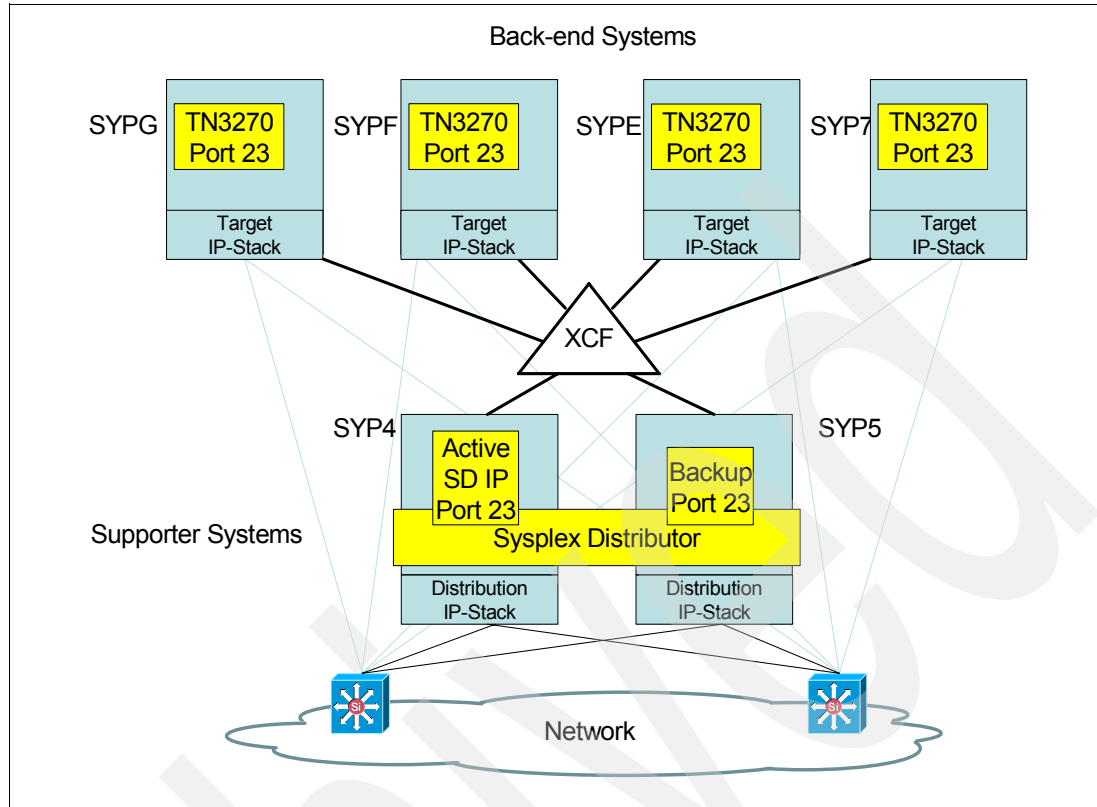 Back-end Systems
SYPG
TN3270
Port 23
SYPF
TN3270
Port 23
SYPE
TN3270
Port 23
SYP7
TN3270
Port 23
Target
IP-Stack
Target
IP-Stack
Target
IP-Stack
Target
IP-Stack
XCF
SYP4
SYP5
Active
SD IP
Port 23
Backup
Port 23
Supporter Systems
Sysplex Distributor
Distribution
IP-Stack
Distribution
IP-Stack
Si
Si
Network